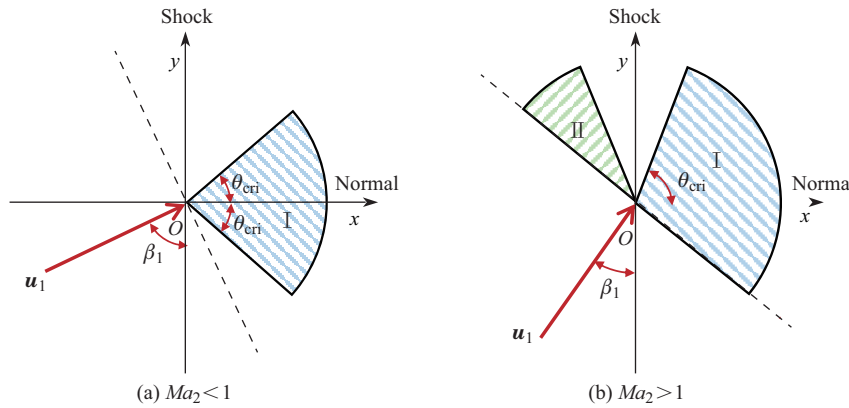 Shock
y
θcri
Normal
θcri
I
x
O
β1
u1
(a) Ma2<1
Shock
y
II
I
θcri
Norma
x
O
β1
u1
(b) Ma2>1